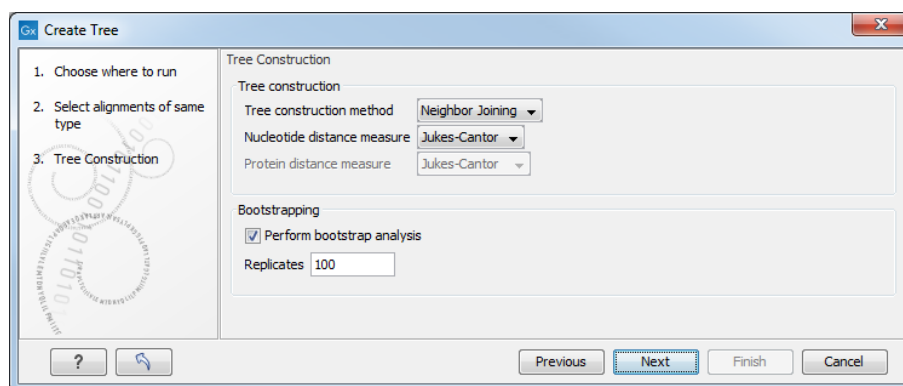 Gx Create Tree
X
1. Choose where to run
2. Select alignments of same
type
3. Tree Construction
Tree Construction
Tree construction
Tree construction method Neighbor Joining
Nucleotide distance measure Jukes-Cantor
Protein distance measure Jukes-Cantor
Bootstrapping
Perform bootstrap analysis
Replicates 100
? Previous Next Finish Cancel